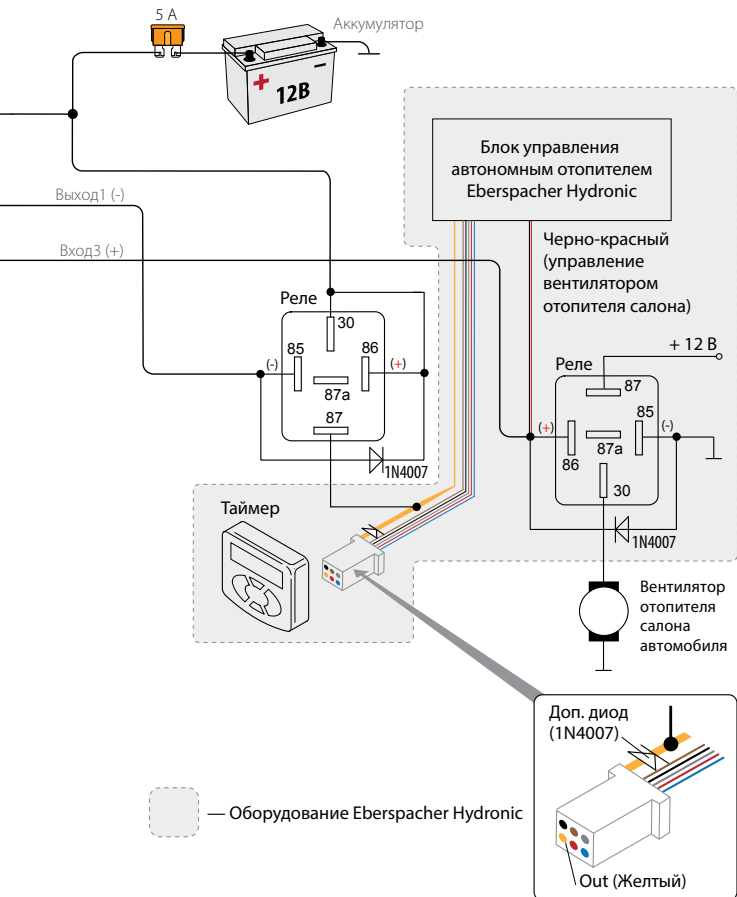 5 А
Аккумулятор
+ –
12В
Блок управления
автономным отопителем
Eberspacher Hydronic
Выход1 (-)
Вход3 (+)
Черно-красный
(управление
вентилятором
отопителя салона)
Реле
30
85
86
(-)
(+)
87а
87
1N4007
+ 12 В
Реле
87
85
(+)
(-)
86
87а
30
1N4007
Таймер
Вентилятор
отопителя
салона
автомобиля
Доп. диод
(1N4007)
Out (Желтый)
— Оборудование Eberspacher Hydronic